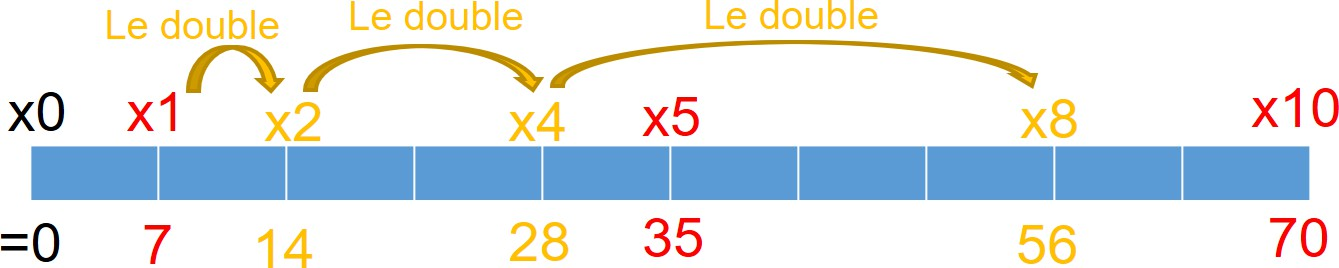 Le double Le double Le double
x0 x1 x2 x4 x5 x8 x10
=0 7 14 28 35 56 70